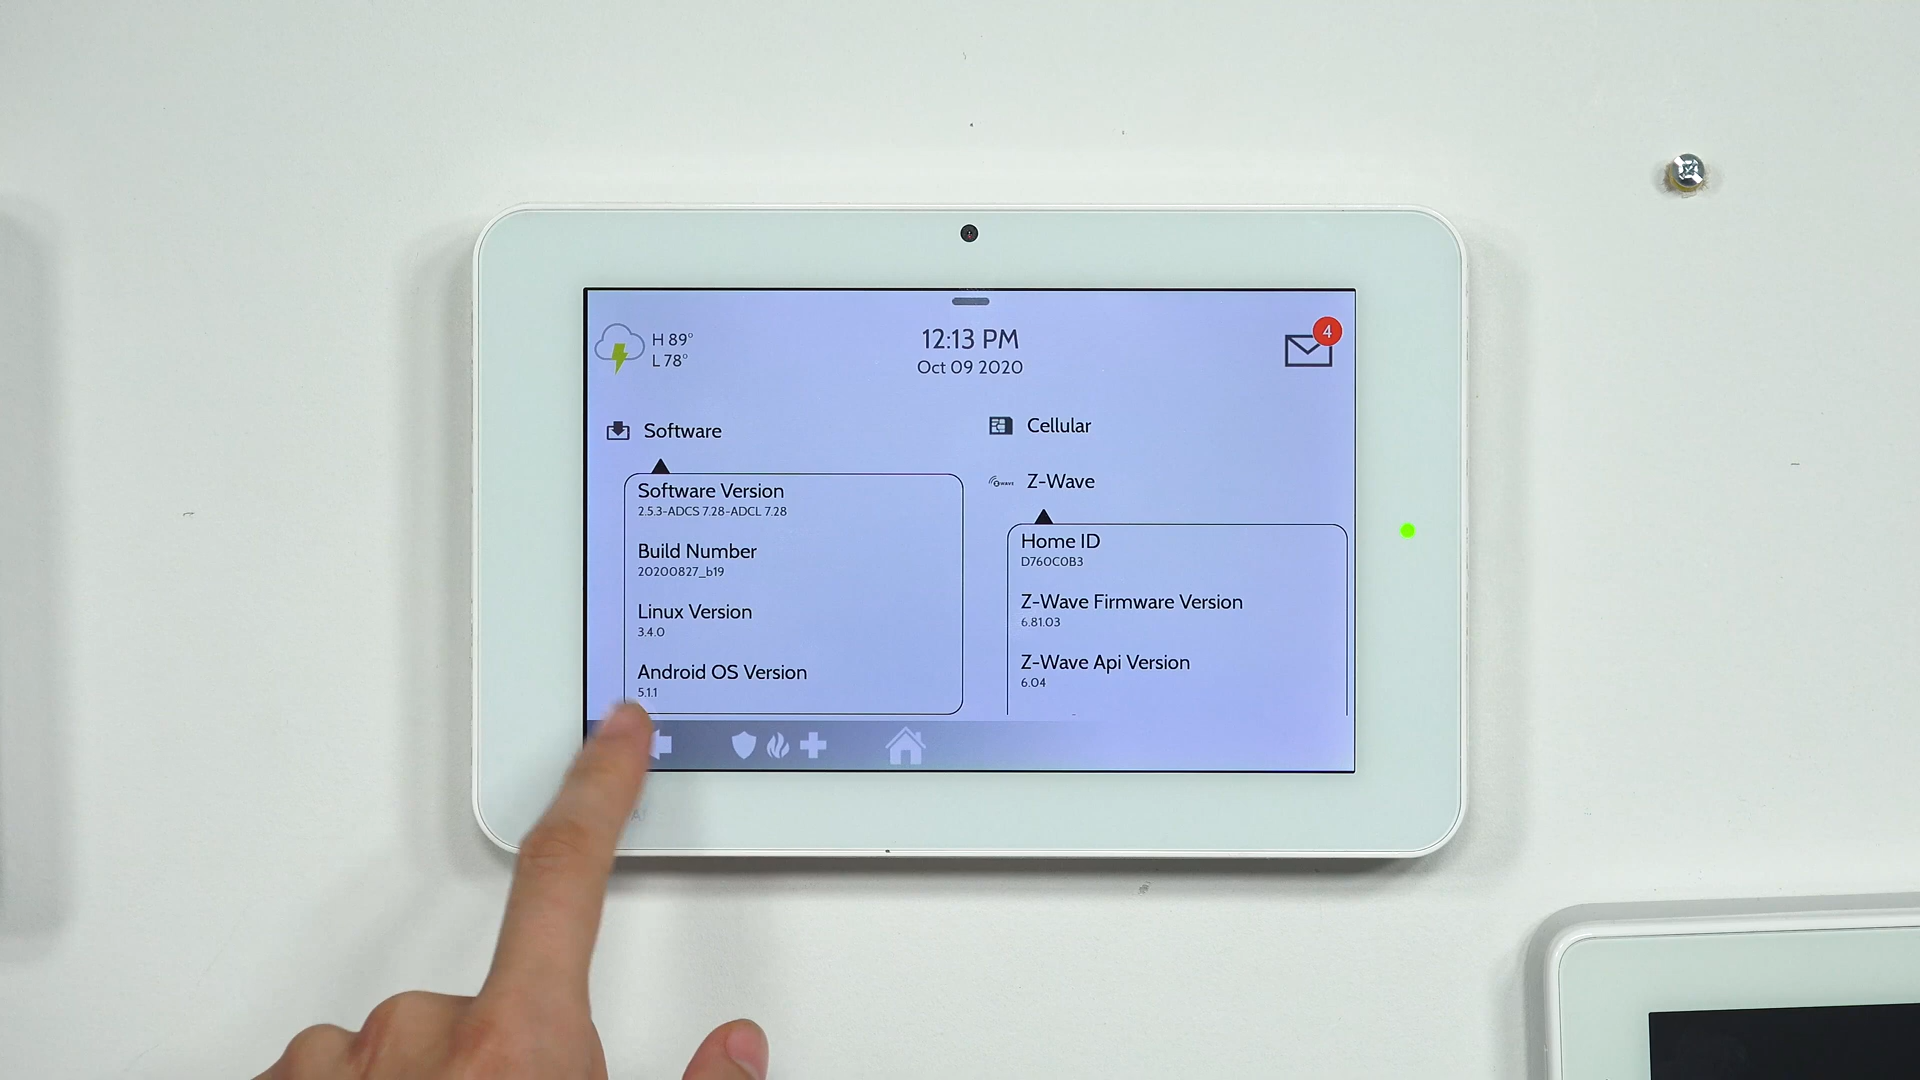 H 89°
L 78°
12:13 PM
Oct 09 2020
4
Software
Software Version
2.5.3-ADCS 7.28-ADCL 7.28
Build Number
20200827_b19
Linux Version
3.4.0
Android OS Version
5.1.1
Cellular
Z-Wave
Home ID
D760C0B3
Z-Wave Firmware Version
6.81.03
Z-Wave Api Version
6.04